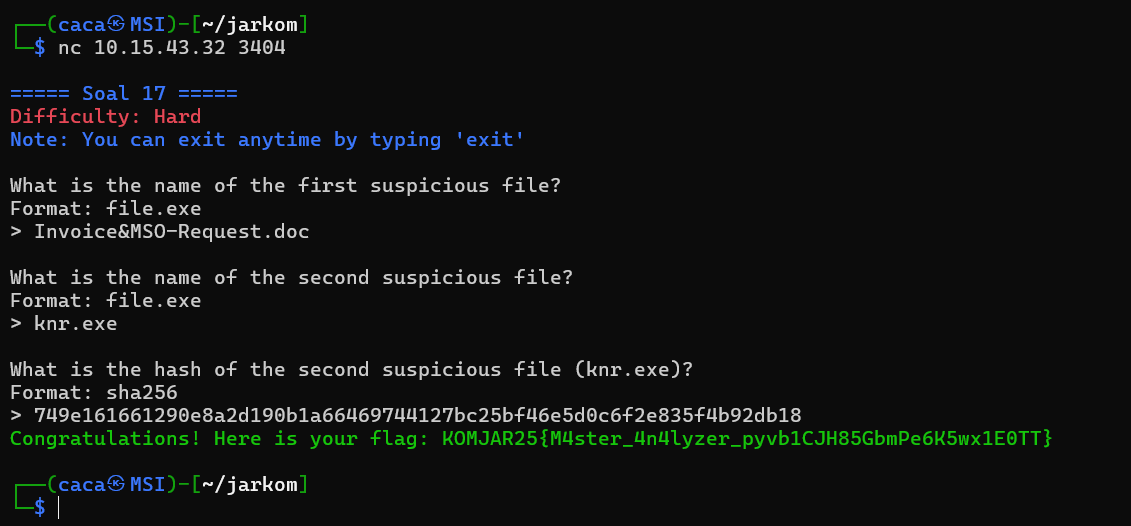 ┌──(caca㉿MSI)-[~/jarkom]
└─$ nc 10.15.43.32 3404
===== Soal 17 =====
Difficulty: Hard
Note: You can exit anytime by typing 'exit'
What is the name of the first suspicious file?
Format: file.exe
> Invoice&MSO-Request.doc
What is the name of the second suspicious file?
Format: file.exe
> knr.exe
What is the hash of the second suspicious file (knr.exe)?
Format: sha256
> 749e161661290e8a2d190b1a66469744127bc25bf46e5d0c6f2e835f4b92db18
Congratulations! Here is your flag: KOMJAR25{M4ster_4n4lyzer_pyvb1CJH85GbmPe6K5wx1E0TT}
┌──(caca㉿MSI)-[~/jarkom]
└─$